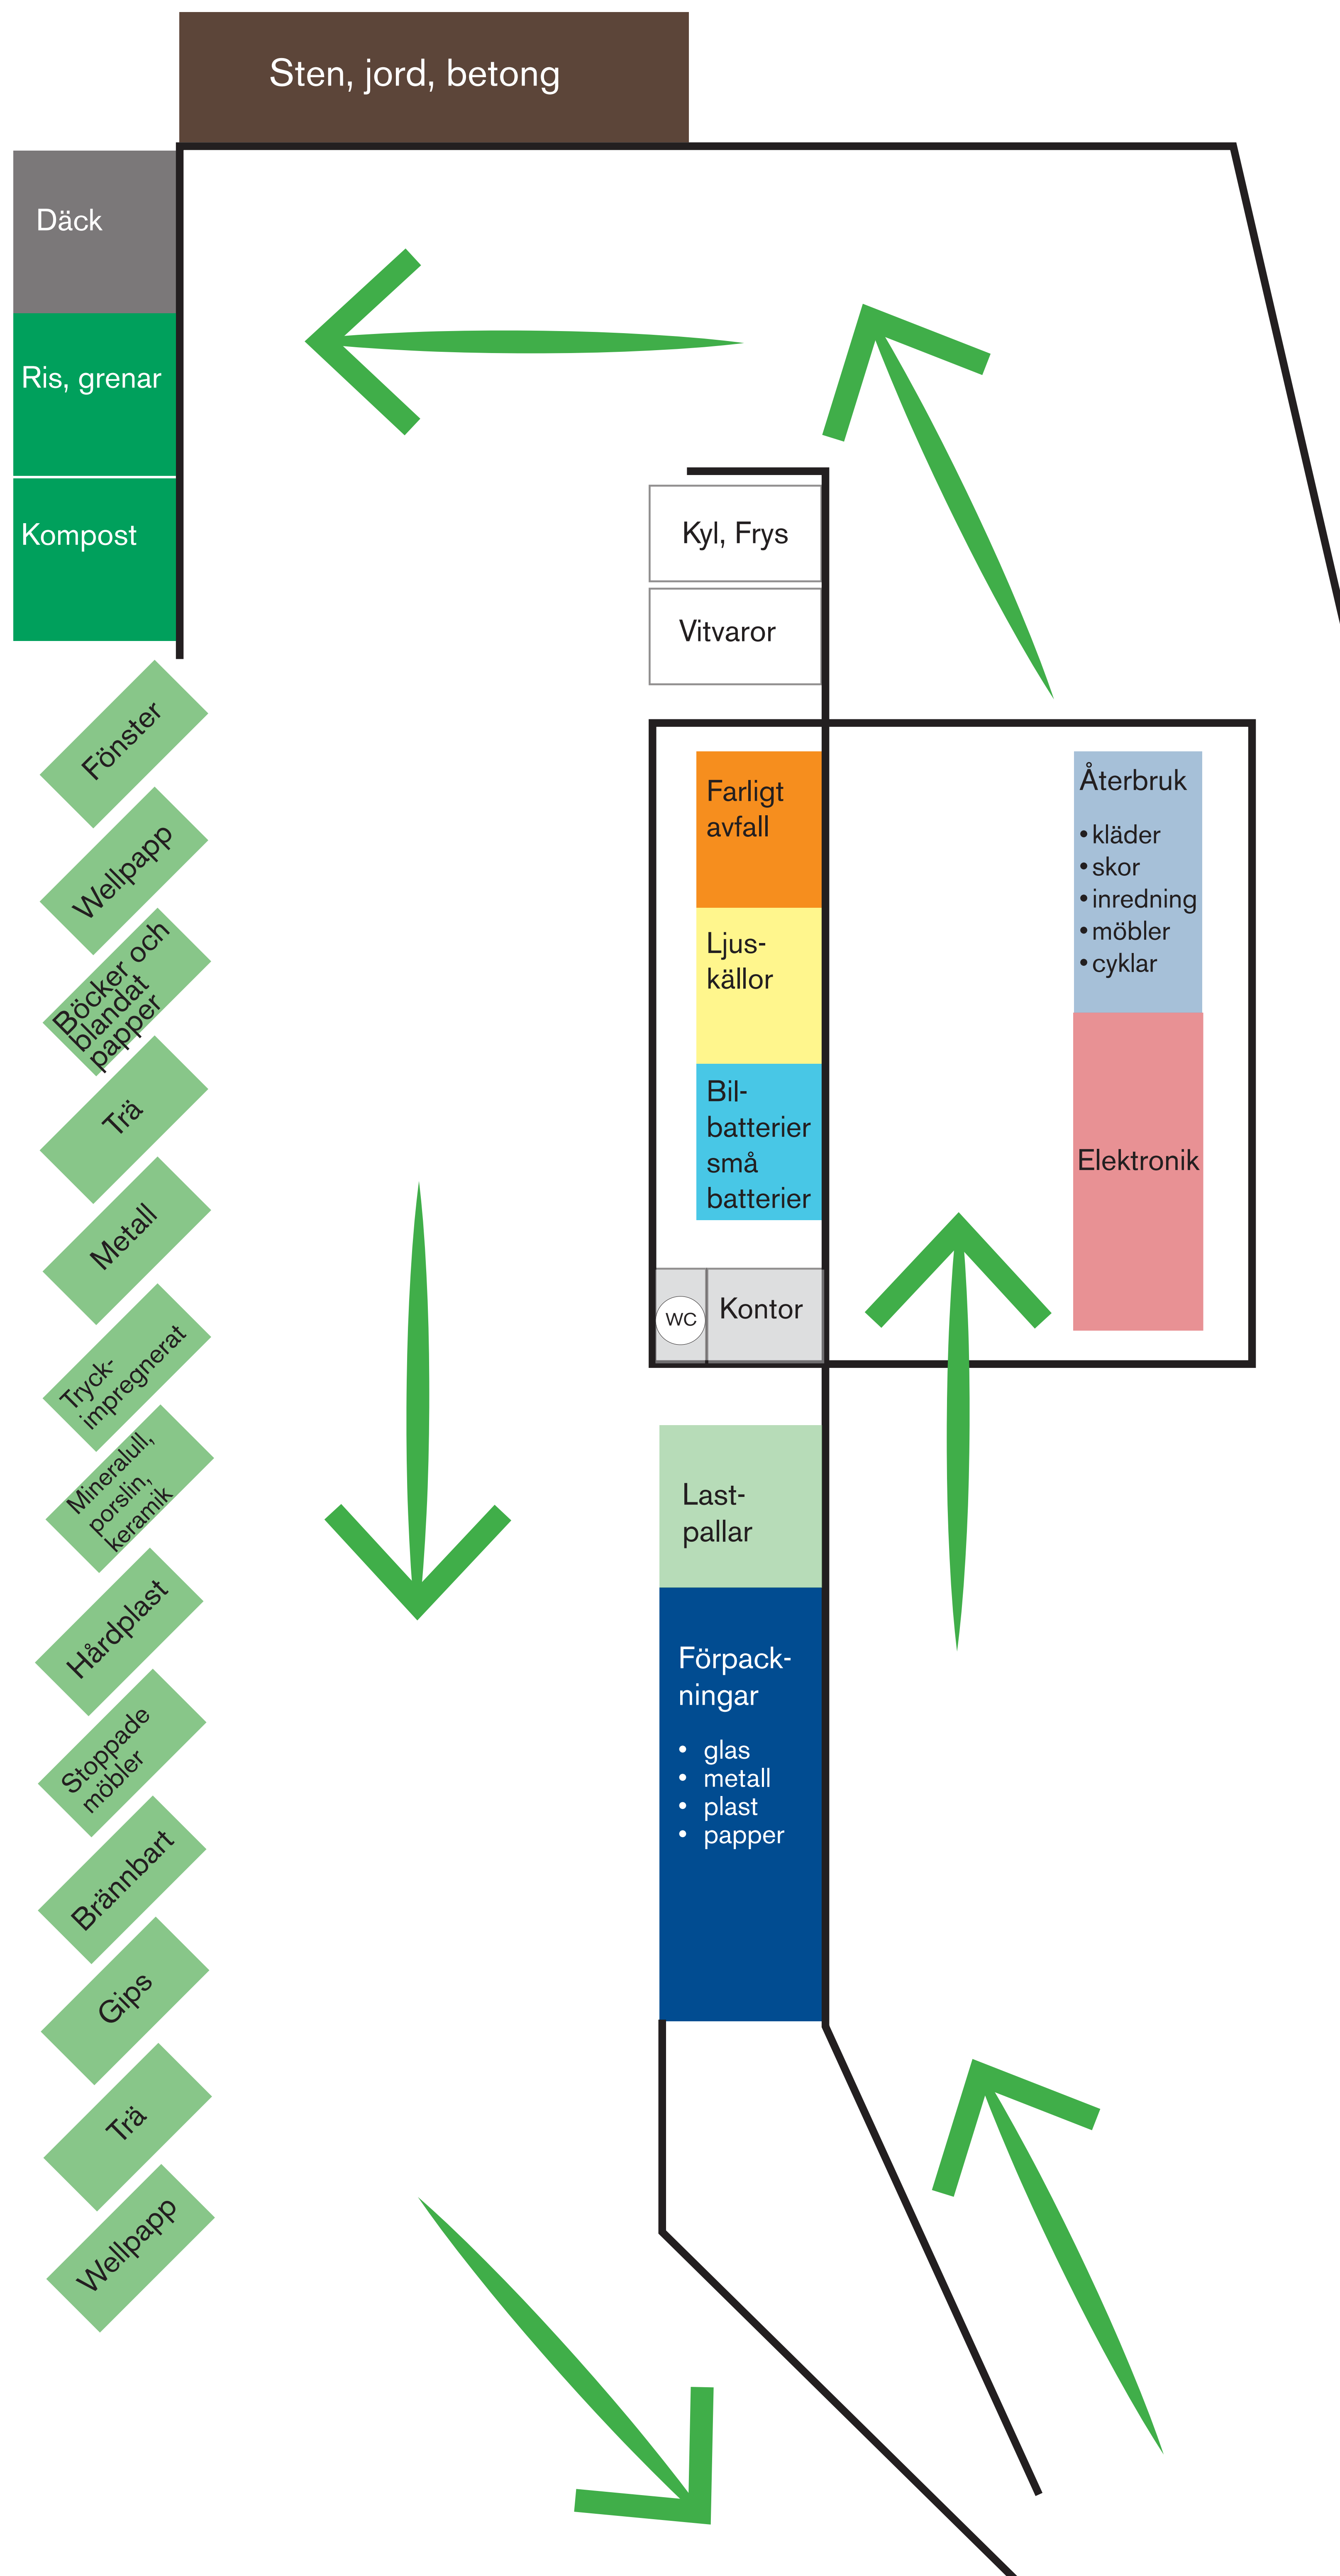 Sten, jord, betong
Däck
Ris, grenar
Kompost
Kyl, Frys
Vitvaror
Farligt
avfall
Ljus-
källor
Bil-
batterier
små
batterier
Återbruk
• kläder
• skor
• inredning
• möbler
• cyklar
Elektronik
WC
Kontor
Last-
pallar
Förpack-
ningar
• glas
• metall
• plast
• papper
Fönster
Wellpapp
Böcker och
blandat
papper
Trä
Metall
Tryck-
impregnerat
Mineralull,
porslin,
keramik
Hårdplast
Stoppade
möbler
Brännbart
Gips
Trä
Wellpapp